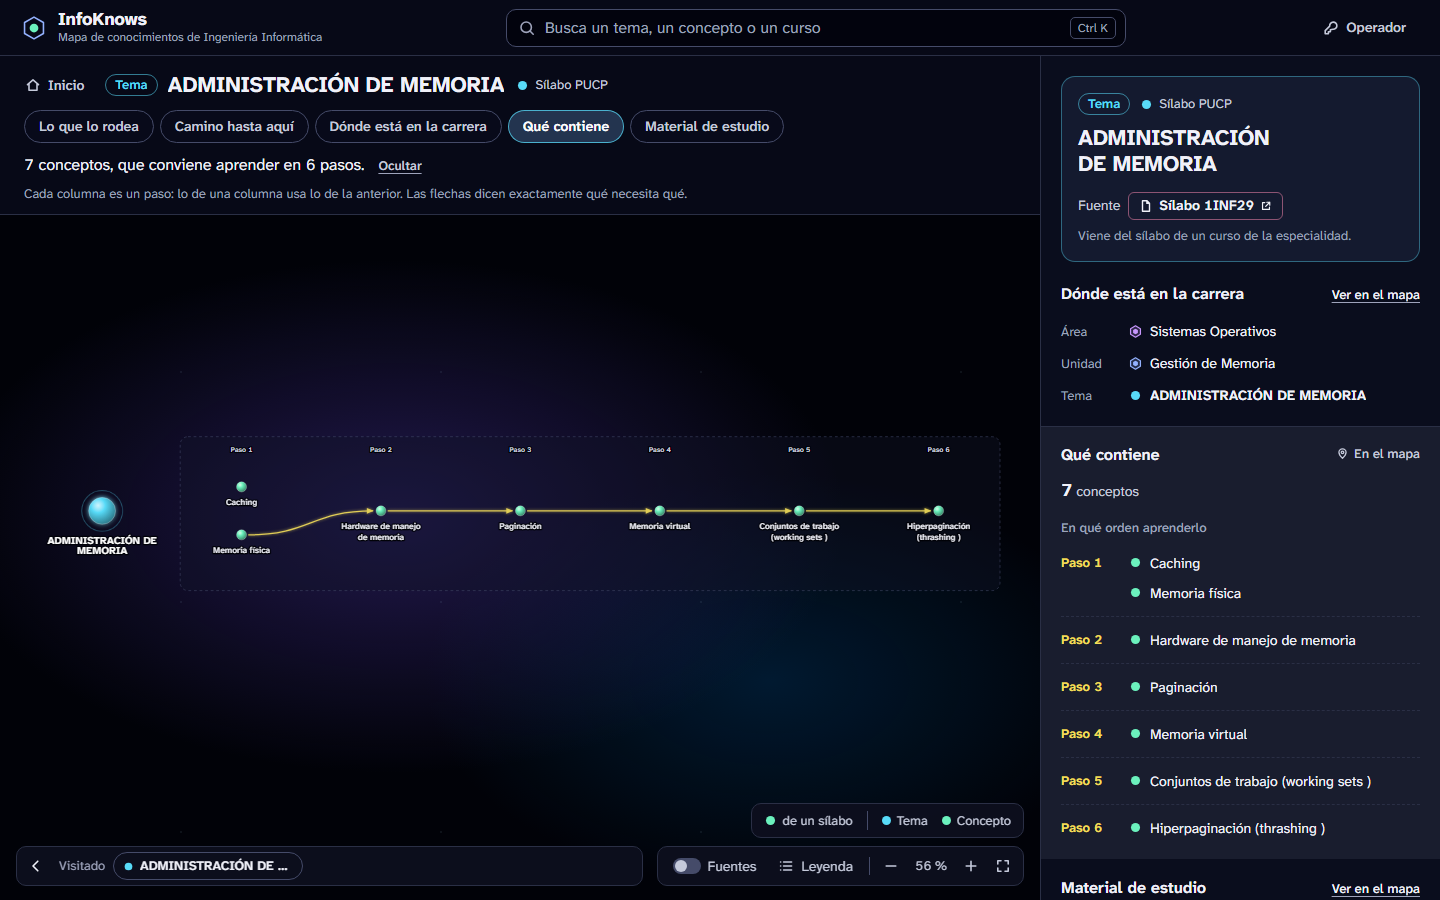 InfoKnows
Mapa de conocimientos de Ingeniería Informática
Busca un tema, un concepto o un curso
Ctrl K
Operador
Inicio
Tema
ADMINISTRACIÓN DE MEMORIA
Sílabo PUCP
Lo que lo rodea
Camino hasta aquí
Dónde está en la carrera
Qué contiene
Material de estudio
7 conceptos, que conviene aprender en 6 pasos.
Ocultar
Cada columna es un paso: lo de una columna usa lo de la anterior. Las flechas dicen exactamente qué necesita qué.
Paso 1
Paso 2
Paso 3
Paso 4
Paso 5
Paso 6
Caching
Memoria física
Hardware de manejo
de memoria
Paginación
Memoria virtual
Conjuntos de trabajo
(working sets )
Hiperpaginación
(thrashing )
ADMINISTRACIÓN DE
MEMORIA
de un sílabo
Tema
Concepto
Visitado
ADMINISTRACIÓN DE ...
Fuentes
Leyenda
56 %
Tema
Sílabo PUCP
ADMINISTRACIÓN
DE MEMORIA
Fuente
Sílabo 1INF29
Viene del sílabo de un curso de la especialidad.
Dónde está en la carrera
Ver en el mapa
Área
Sistemas Operativos
Unidad
Gestión de Memoria
Tema
ADMINISTRACIÓN DE MEMORIA
Qué contiene
En el mapa
7 conceptos
En qué orden aprenderlo
Paso 1
Caching
Memoria física
Paso 2
Hardware de manejo de memoria
Paso 3
Paginación
Paso 4
Memoria virtual
Paso 5
Conjuntos de trabajo (working sets )
Paso 6
Hiperpaginación (thrashing )
Material de estudio
Ver en el mapa